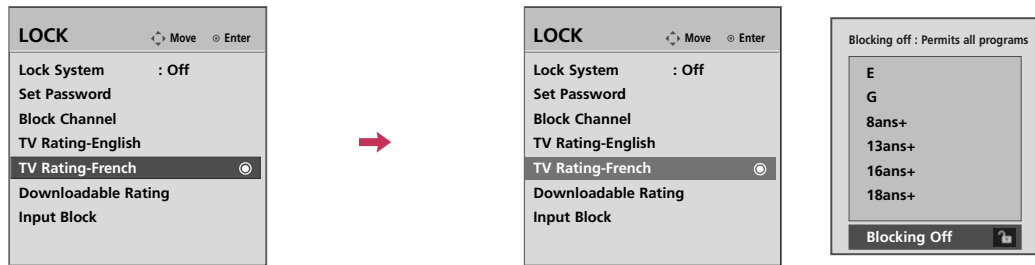 LOCK Move Enter
Lock System : Off
Set Password
Block Channel
TV Rating-English
TV Rating-French
Downloadable Rating
Input Block
LOCK Move Enter
Lock System : Off
Set Password
Block Channel
TV Rating-English
TV Rating-French
Downloadable Rating
Input Block
Blocking off : Permits all programs
E
G
8ans+
13ans+
16ans+
18ans+
Blocking Off